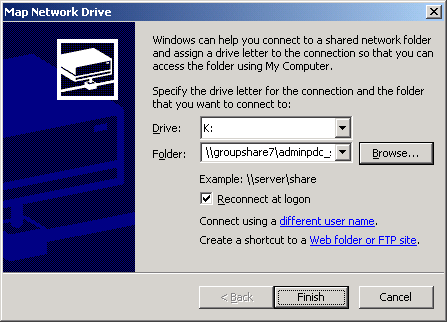 Map Network Drive
Windows can help you connect to a shared network folder
and assign a drive letter to the connection so that you can
access the folder using My Computer.
Specify the drive letter for the connection and the folder
that you want to connect to:
Drive: K:
Folder: \\groupshare7\adminpdc_ Browse...
Example: \\server\share
Reconnect at logon
Connect using a different user name.
Create a shortcut to a Web folder or FTP site.
< Back Finish Cancel